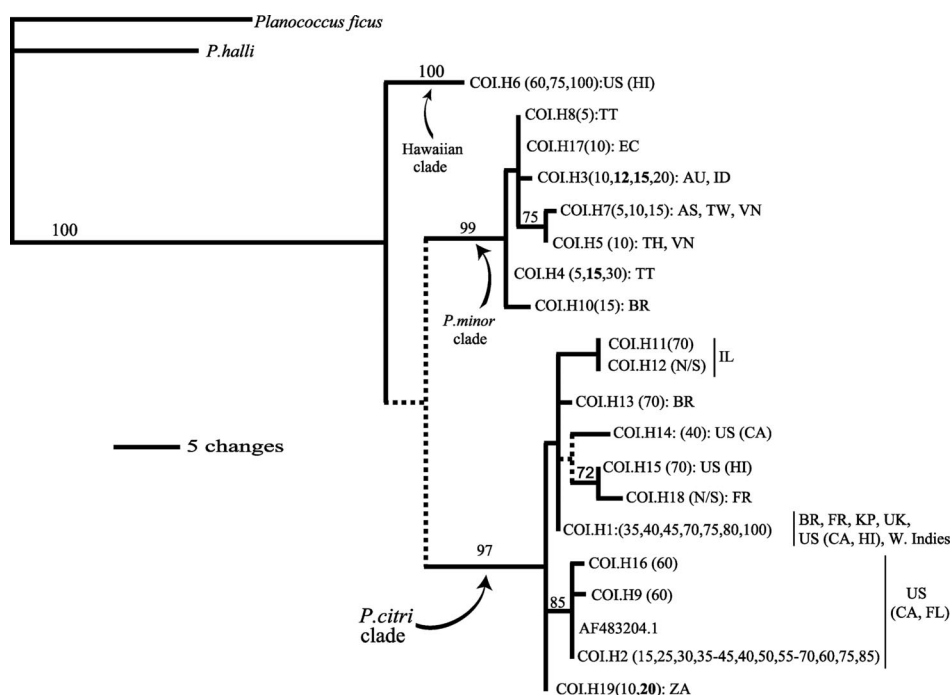 Planococcus ficus
P.halli
100
COI.H6 (60,75,100):US (HI)
Hawaiian
clade
COI.H8(5):TT
COI.H17(10): EC
COI.H3(10,12,15,20): AU, ID
COI.H7(5,10,15): AS, TW, VN
75
100
99
COI.H5 (10): TH, VN
COI.H4 (5,15,30): TT
COI.H10(15): BR
P.minor
clade
COI.H11(70)
COI.H12 (N/S)
IL
COI.H13 (70): BR
COI.H14: (40): US (CA)
5 changes
COI.H15 (70): US (HI)
72
COI.H18 (N/S): FR
COI.H1:(35,40,45,70,75,80,100)
BR, FR, KP, UK,
US (CA, HI), W. Indies
97
COI.H16 (60)
COI.H9 (60)
85
US
(CA, FL)
P.citri
clade
AF483204.1
COI.H2 (15,25,30,35-45,40,50,55-70,60,75,85)
COI.H19(10,20): ZA